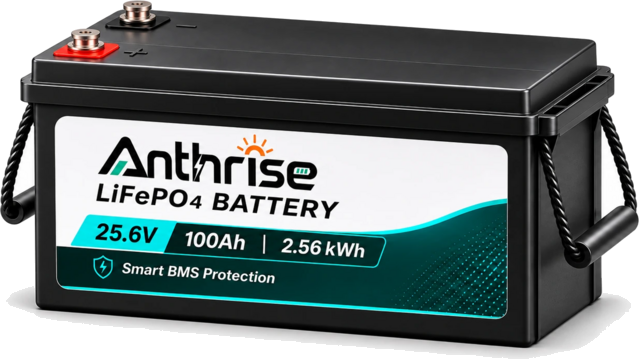 − 
+
Anthrise
LiFePO4 BATTERY
25.6V 100Ah | 2.56 kWh
Smart BMS Protection